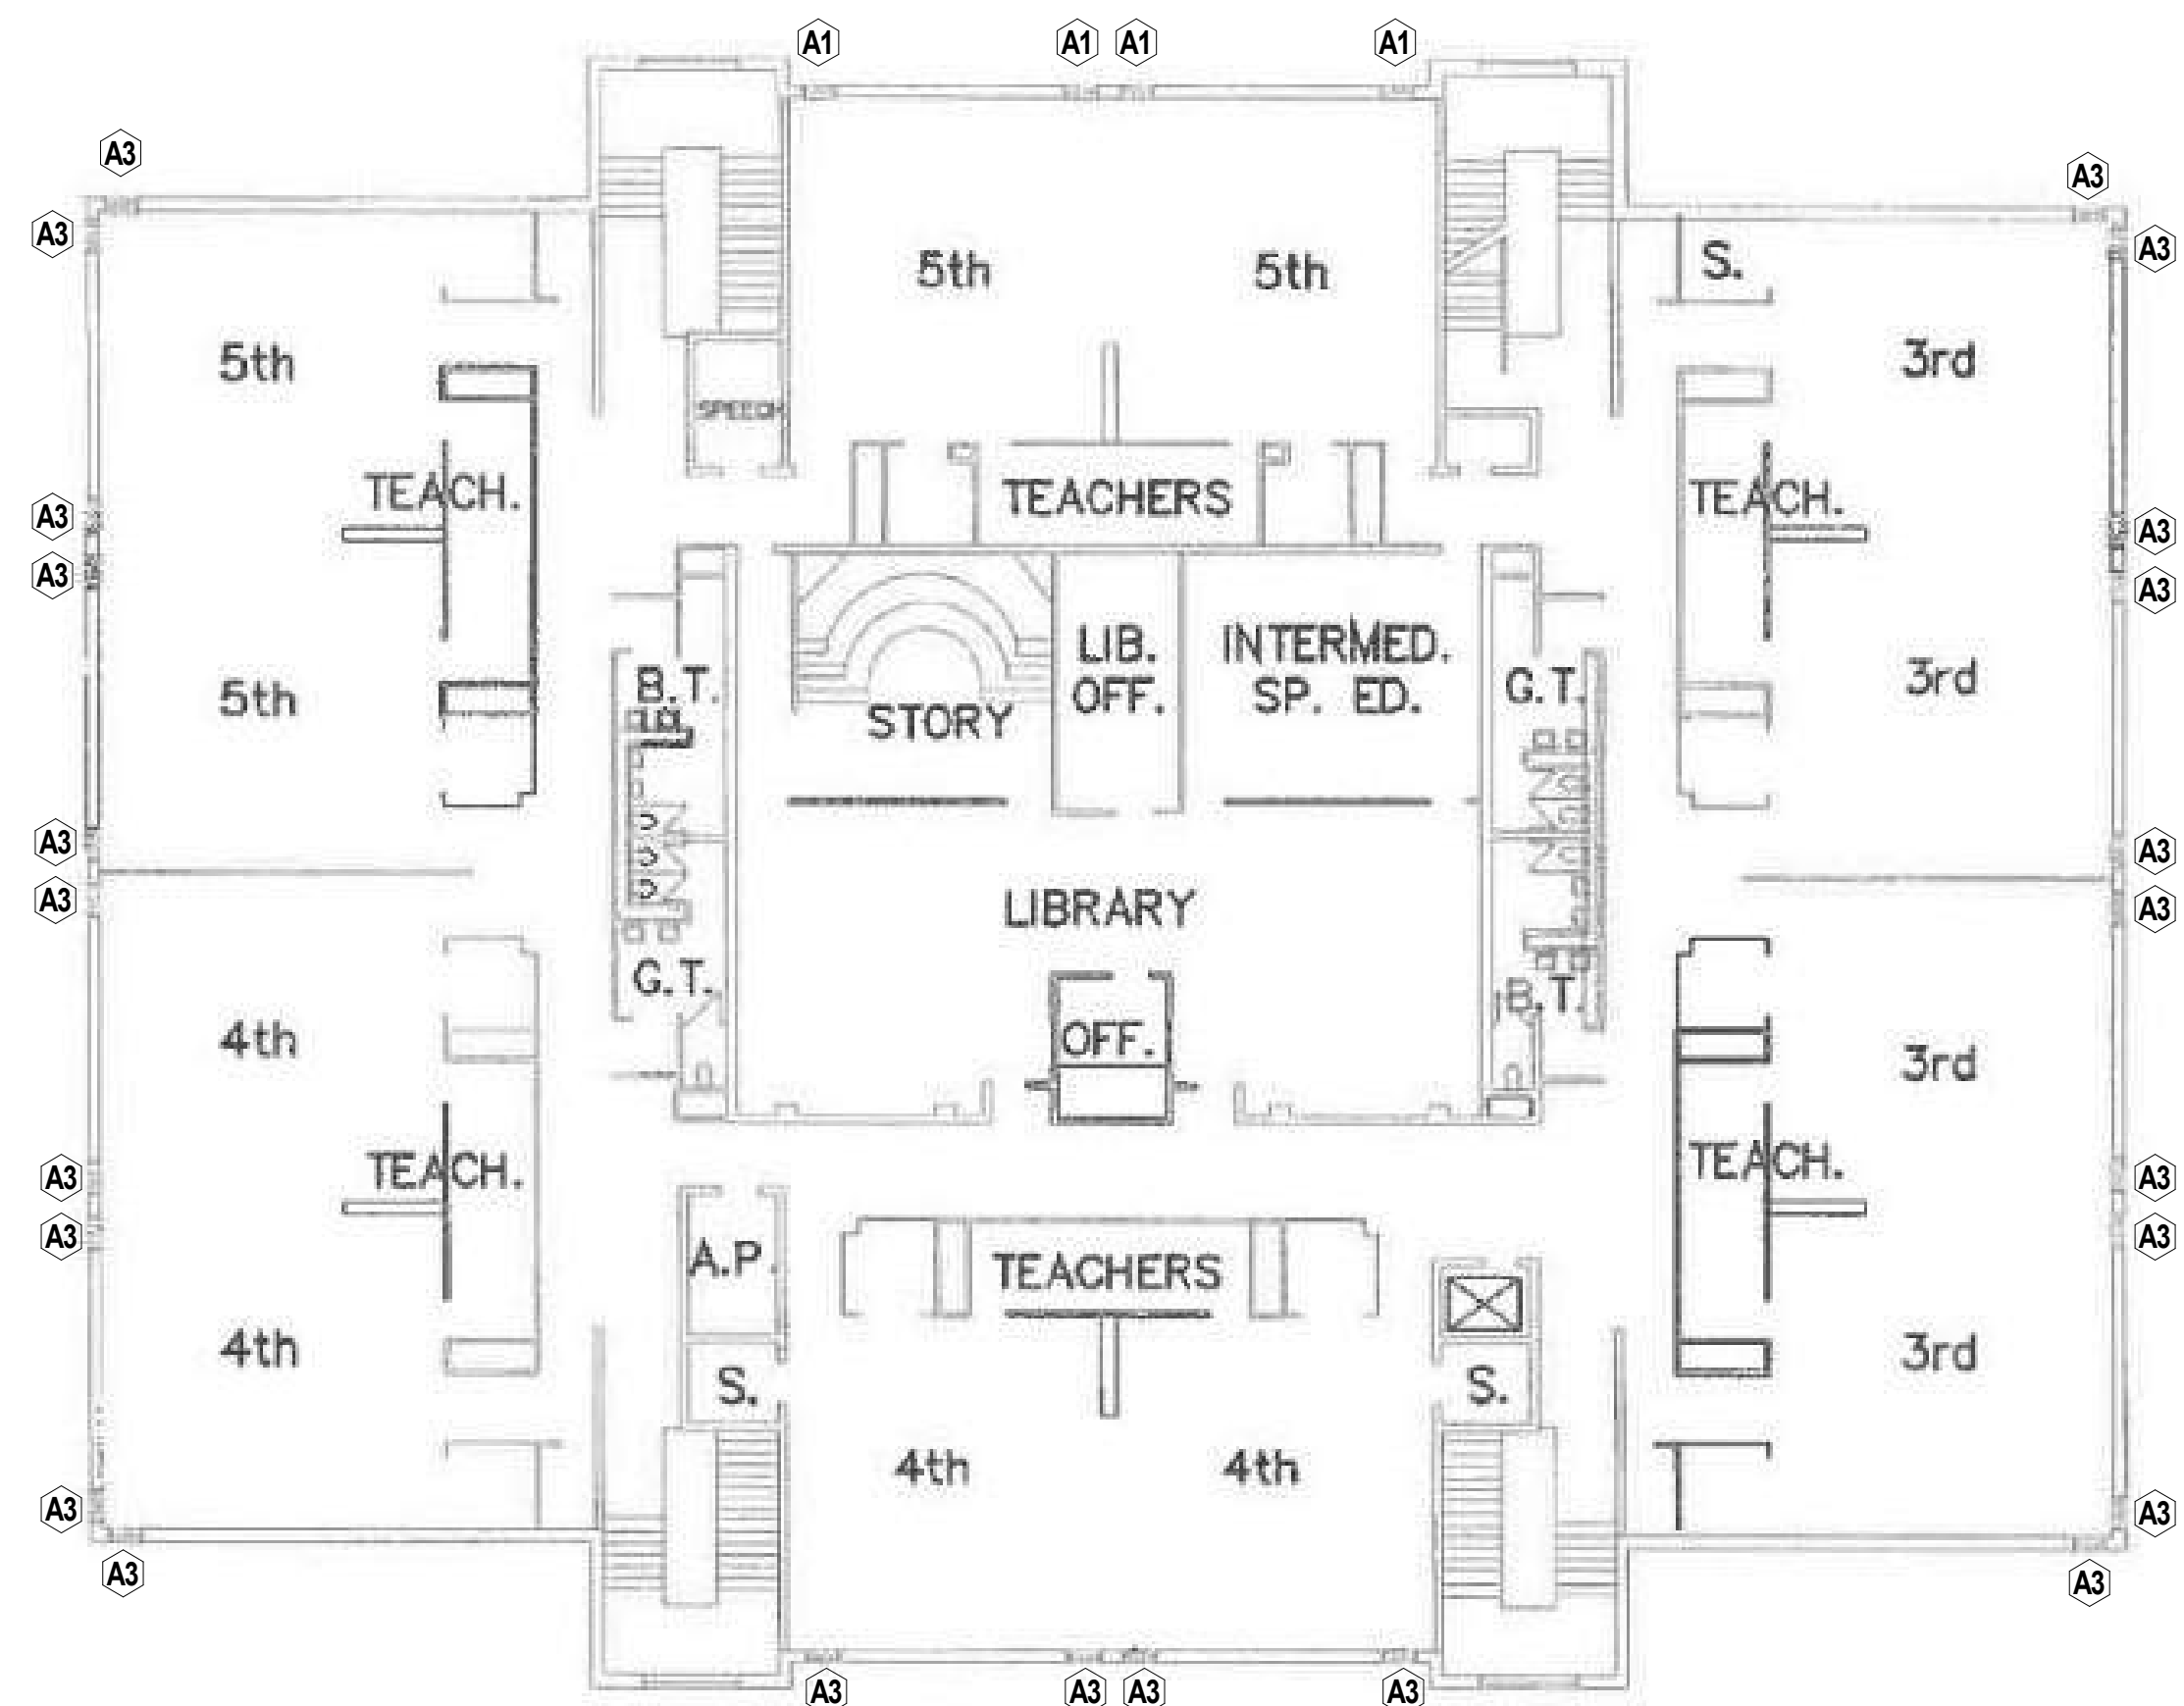 A1 A1 A1 A1
A3 A3
A3 A3
5th 5th S.
5th 3rd
SPEECH
TEACH. TEACHERS TEACH.
A3 A3
A3 A3
LIB. OFF.
INTERMED. SP. ED.
B.T. G.T.
5th 3rd
STORY
A3 A3
A3 A3
LIBRARY
G.T. B.T.
4th OFF. 3rd
TEACH. TEACH.
A3 A3
A3 A3
A.P. TEACHERS
4th 3rd
S. S.
4th 4th
A3 A3
A3 A3
A3 A3 A3 A3